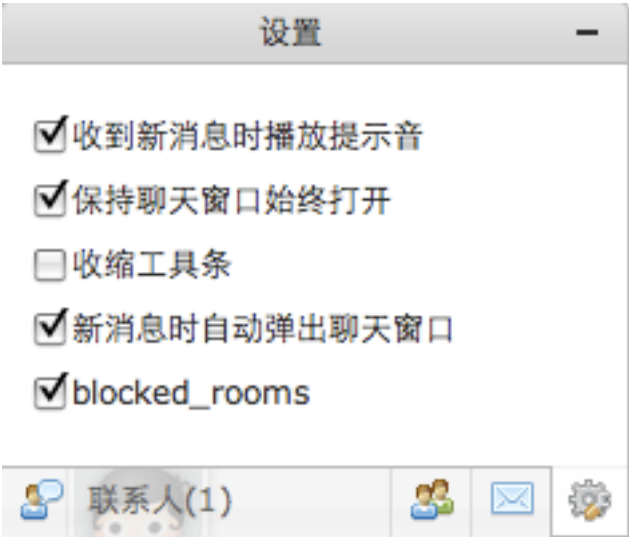 设置
收到新消息时播放提示音
保持聊天窗口始终打开
收缩工具条
新消息时自动弹出聊天窗口
blocked_rooms
联系人(1)